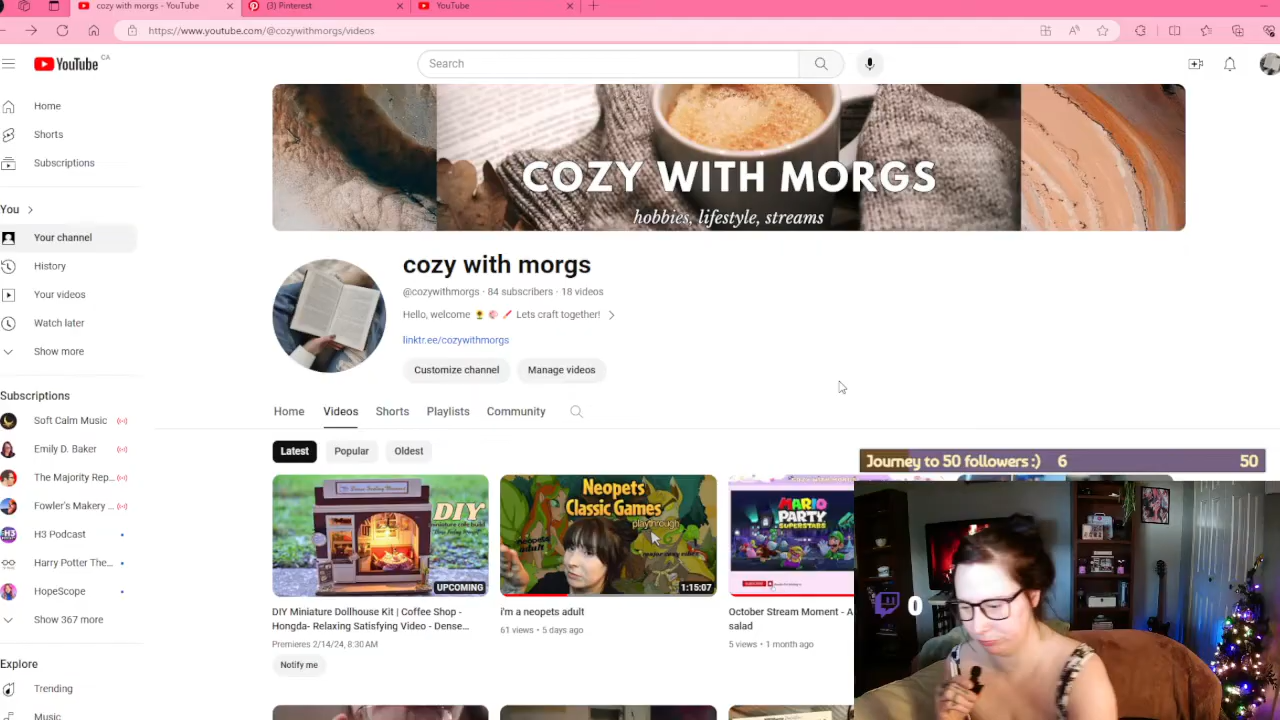 cozy with morgs - YouTube
(3) Pinterest
YouTube
https://www.youtube.com/@cozywithmorgs/videos
YouTube CA
Search
Home
Shorts
Subscriptions
You
Your channel
History
Your videos
Watch later
Show more
Subscriptions
Soft Calm Music
Emily D. Baker
The Majority Rep...
Fowler's Makery ...
H3 Podcast
Harry Potter The...
HopeScope
Show 367 more
Explore
Trending
Music
COZY WITH MORGS
hobbies, lifestyle, streams
cozy with morgs
@cozywithmorgs · 84 subscribers · 18 videos
Hello, welcome 🌻 🧠 🖍️ Lets craft together!
linktr.ee/cozywithmorgs
Customize channel
Manage videos
Home
Videos
Shorts
Playlists
Community
Latest
Popular
Oldest
DIY
UPCOMING
DIY Miniature Dollhouse Kit | Coffee Shop -
Hongda- Relaxing Satisfying Video - Dense...
Premieres 2/14/24, 8:30 AM
Notify me
Neopets
Classic Games
playthrough
neopets
adult
1:15:07
i'm a neopets adult
61 views • 5 days ago
MARIO
PARTY
SUPERSTARS
October Stream Moment - A
salad
5 views • 1 month ago
Journey to 50 followers :) 6 50
0